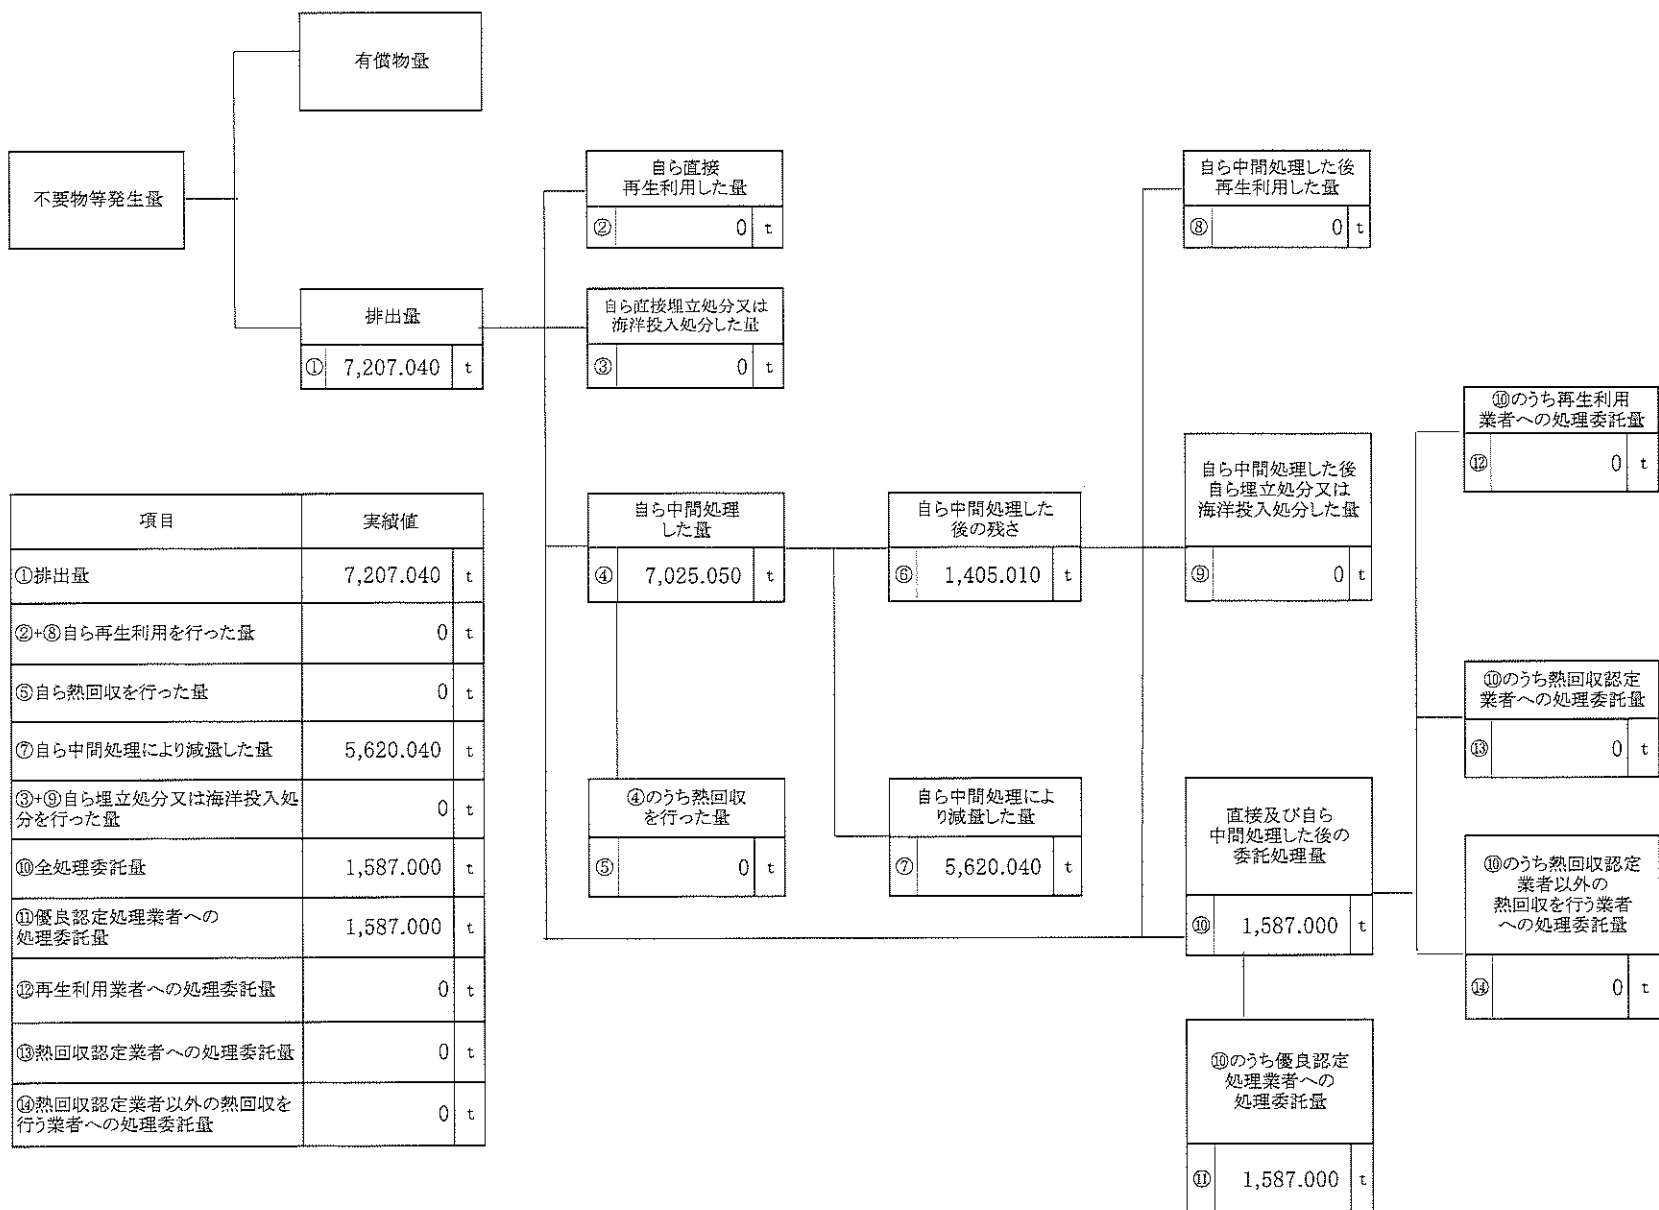 有償物量
不要物等発生量
排出量
① 7,207.040 t
自ら直接
再生利用した量
② 0 t
自ら直接埋立処分又は
海洋投入処分した量
③ 0 t
自ら中間処理
した量
④ 7,025.050 t
④のうち熱回収
を行った量
⑤ 0 t
自ら中間処理した
後の残さ
⑥ 1,405.010 t
自ら中間処理によ
り減量した量
⑦ 5,620.040 t
自ら中間処理した後
再生利用した量
⑧ 0 t
自ら中間処理した後
自ら埋立処分又は
海洋投入処分した量
⑨ 0 t
直接及び自ら
中間処理した後の
委託処理量
⑩ 1,587.000 t
⑩のうち優良認定
処理業者への
処理委託量
⑪ 1,587.000 t
⑩のうち再生利用
業者への処理委託量
⑫ 0 t
⑩のうち熱回収認定
業者への処理委託量
⑬ 0 t
⑩のうち熱回収認定
業者以外の
熱回収を行う業者
への処理委託量
⑭ 0 t
項目 実績値
①排出量 7,207.040 t
②+⑧自ら再生利用を行った量 0 t
⑤自ら熱回収を行った量 0 t
⑦自ら中間処理により減量した量 5,620.040 t
③+⑨自ら埋立処分又は海洋投入処
分を行った量 0 t
⑩全処理委託量 1,587.000 t
⑪優良認定処理業者への
処理委託量 1,587.000 t
⑫再生利用業者への処理委託量 0 t
⑬熱回収認定業者への処理委託量 0 t
⑭熱回収認定業者以外の熱回収を
行う業者への処理委託量 0 t